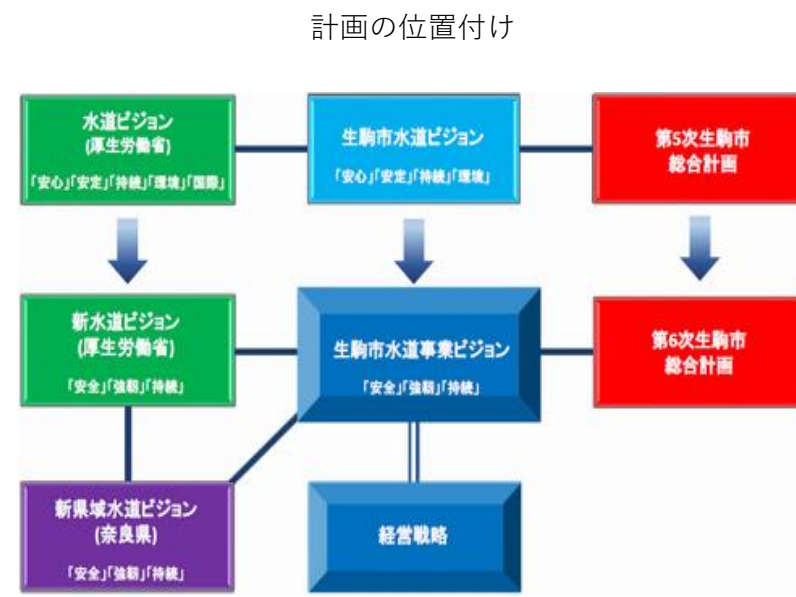 計画の位置付け
水道ビジョン
(厚生労働省)
「安心」「安定」「持続」「環境」「国際」
生駒市水道ビジョン
「安心」「安定」「持続」「環境」
第5次生駒市
総合計画
新水道ビジョン
(厚生労働省)
「安全」「強靱」「持続」
生駒市水道事業ビジョン
「安全」「強靱」「持続」
第6次生駒市
総合計画
新県域水道ビジョン
(奈良県)
「安全」「強靱」「持続」
経営戦略